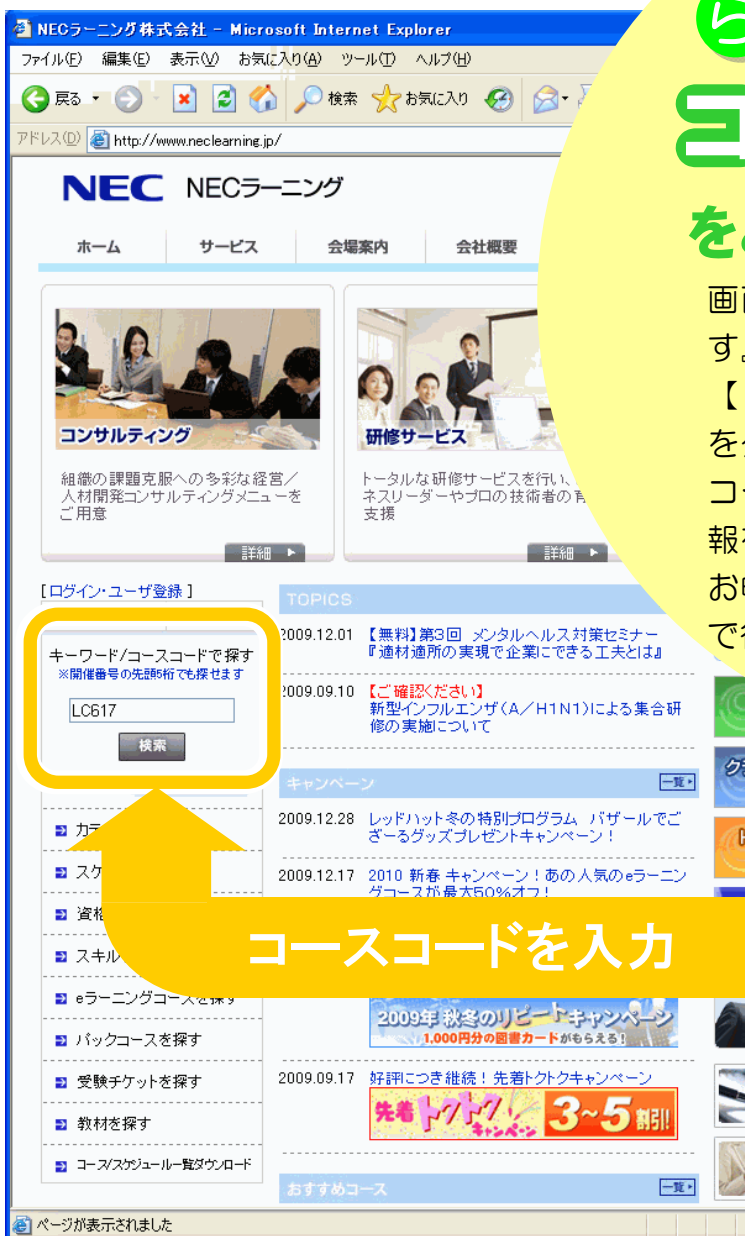 NECラーニング株式会社 - Microsoft Internet Explorer
ファイル(F) 編集(E) 表示(V) お気に入り(A) ツール(T) ヘルプ(H)
戻る 検索 お気に入り
アドレス(D) http://www.neclearning.jp/
NEC NECラーニング
ホーム サービス 会場案内 会社概要
コンサルティング
組織の課題克服への多彩な経営／
人材開発コンサルティングメニューを
ご用意
詳細
研修サービス
トータルな研修サービスを行い、
ネスリーダーやプロの技術者の育
支援
詳細
ら
コ
を
画
す』
【
を
コ
報
お
で
[ログイン・ユーザ登録]
キーワード/コースコードで探す
※開催番号の先頭5桁でも探せます
LC617
検索
カテ
スケ
資格
スキル
eラーニングコースを探す
パックコースを探す
受験チケットを探す
教材を探す
コース/スケジュール一覧ダウンロード
TOPICS
2009.12.01 【無料】第3回 メンタルヘルス対策セミナー
『適材適所の実現で企業にできる工夫とは』
2009.09.10 【ご確認ください】
新型インフルエンザ(A／H1N1)による集合研
修の実施について
キャンペーン 一覧
2009.12.28 レッドハット冬の特別プログラム バザールでご
ざーるグッズプレゼントキャンペーン！
2009.12.17 2010 新春 キャンペーン！あの人気のeラーニン
グコースが最大50%オフ！
コースコードを入力
2009年 秋冬のリピートキャンペーン
1,000円分の図書カードがもらえる！
2009.09.17 好評につき継続！先着トクトクキャンペーン
先着トクトクキャンペーン 3～5割引!!
おすすめコース 一覧
ページが表示されました